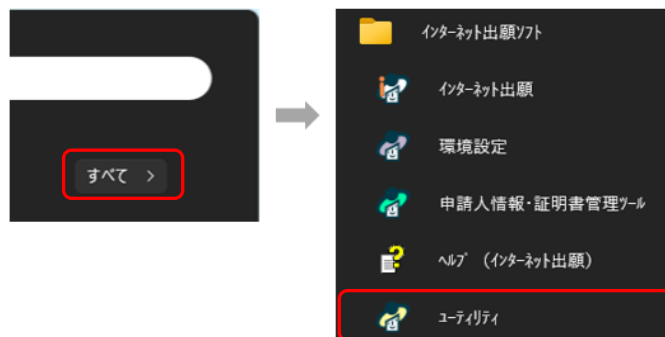 すべて >
インターネット出願ソフト
インターネット出願
環境設定
申請人情報・証明書管理ツール
ヘルプ (インターネット出願)
ユーティリティ